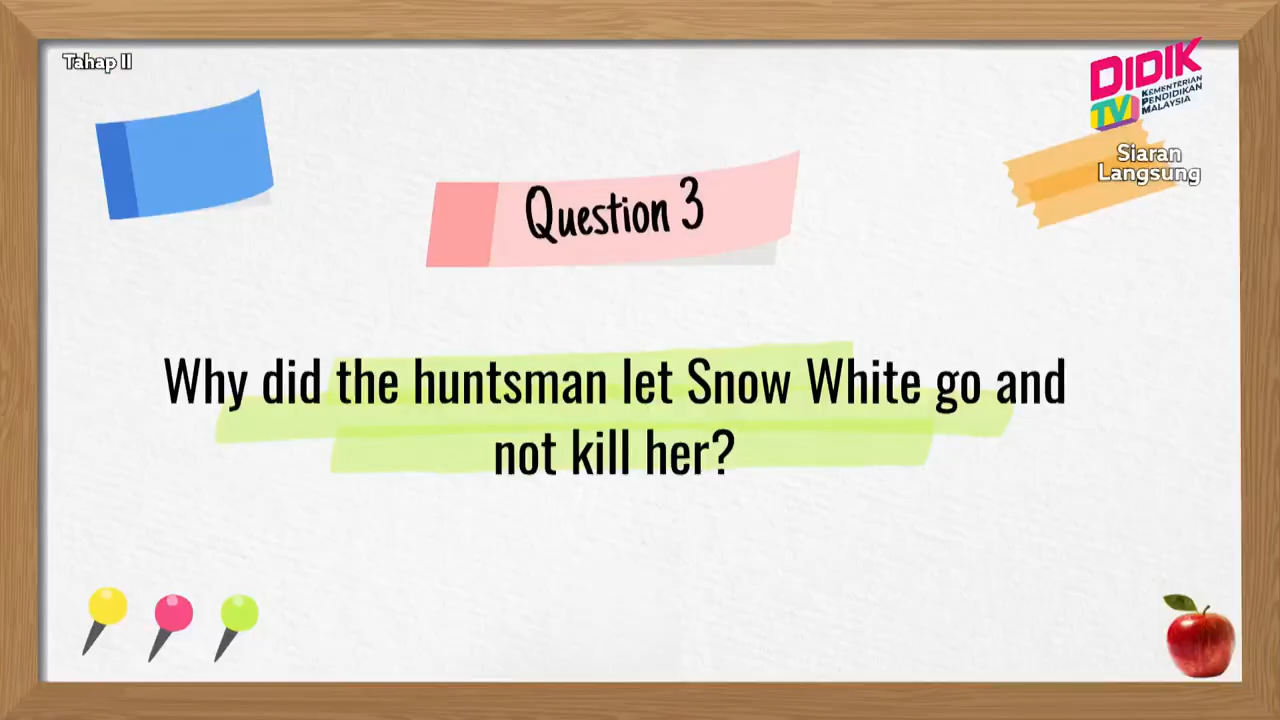 Tahap II
DIDIK
TV
KEMENTERIAN
PENDIDIKAN
MALAYSIA
Siaran
Langsung
Question 3
Why did the huntsman let Snow White go and
not kill her?